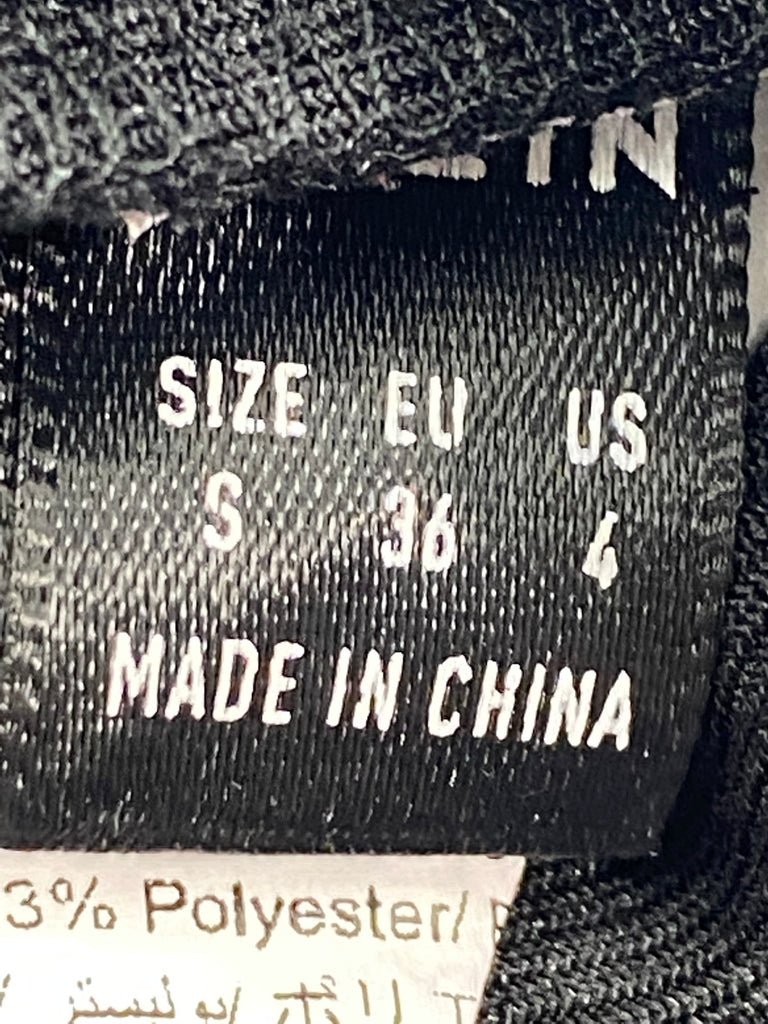 SIZE EU US
S 36 4
MADE IN CHINA
3% Polyester/